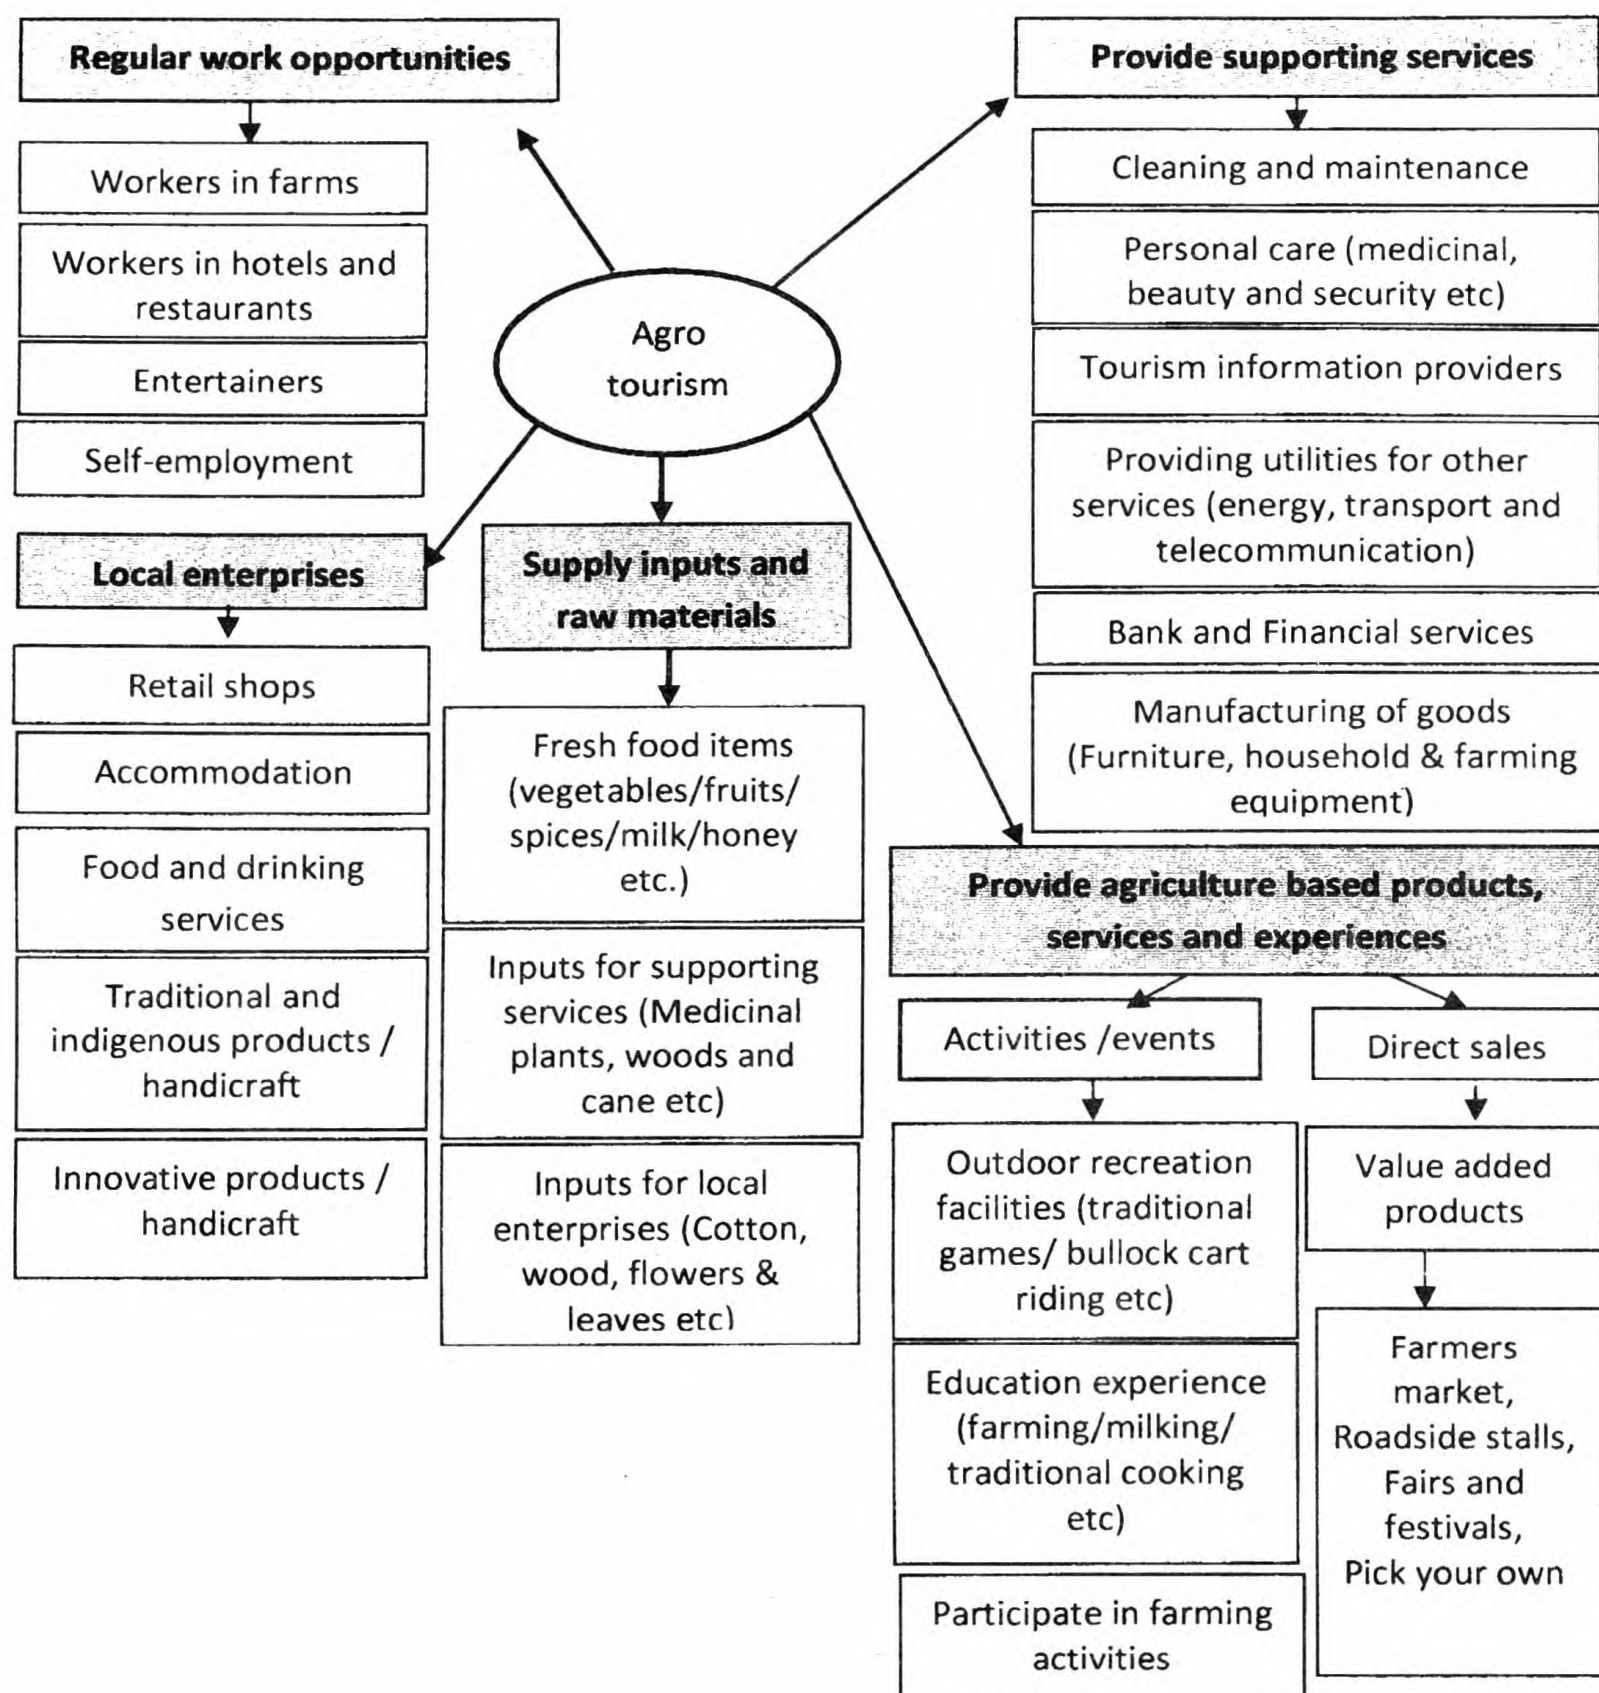 Regular work opportunities
Workers in farms
Workers in hotels and
restaurants
Entertainers
Self-employment
Local enterprises
Retail shops
Accommodation
Food and drinking
services
Traditional and
indigenous products /
handicraft
Innovative products /
handicraft
Agro
tourism
Supply inputs and
raw materials
Fresh food items
(vegetables/fruits/
spices/milk/honey
etc.)
Inputs for supporting
services (Medicinal
plants, woods and
cane etc)
Inputs for local
enterprises (Cotton,
wood, flowers &
leaves etc)
Provide supporting services
Cleaning and maintenance
Personal care (medicinal,
beauty and security etc)
Tourism information providers
Providing utilities for other
services (energy, transport and
telecommunication)
Bank and Financial services
Manufacturing of goods
(Furniture, household & farming
equipment)
Provide agriculture based products,
services and experiences
Activities /events
Outdoor recreation
facilities (traditional
games/ bullock cart
riding etc)
Education experience
(farming/milking/
traditional cooking
etc)
Participate in farming
activities
Direct sales
Value added
products
Farmers
market,
Roadside stalls,
Fairs and
festivals,
Pick your own